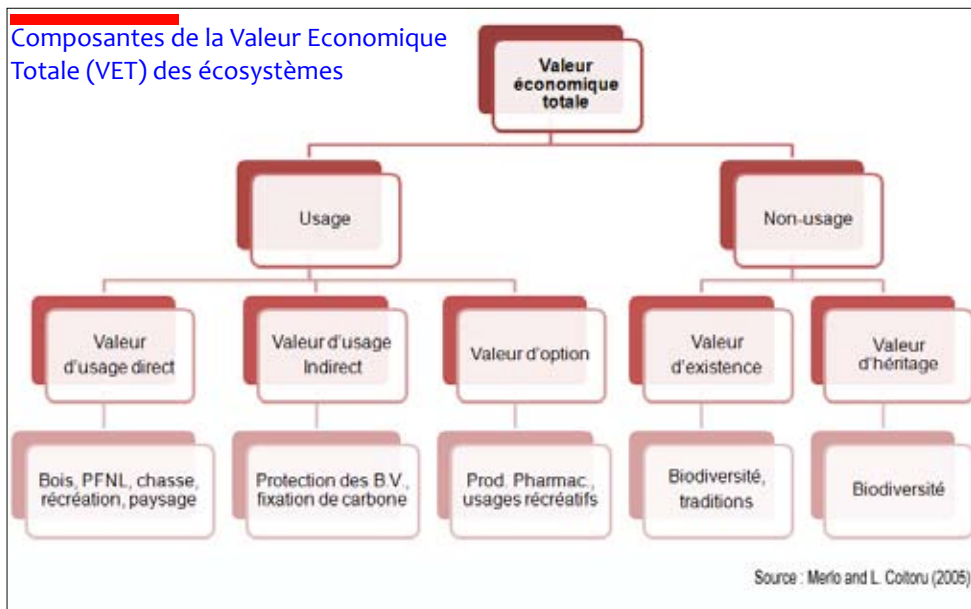 Composantes de la Valeur Economique
Totale (VET) des écosystèmes
Valeur
économique
totale
Usage
Non-usage
Valeur
d'usage direct
Valeur d'usage
Indirect
Valeur d'option
Valeur
d'existence
Valeur
d'héritage
Bois, PFNL, chasse,
récréation, paysage
Protection des B.V.,
fixation de carbone
Prod. Pharmac.,
usages récréatifs
Biodiversité,
traditions
Biodiversité
Source : Merlo and L. Coitoru (2005)